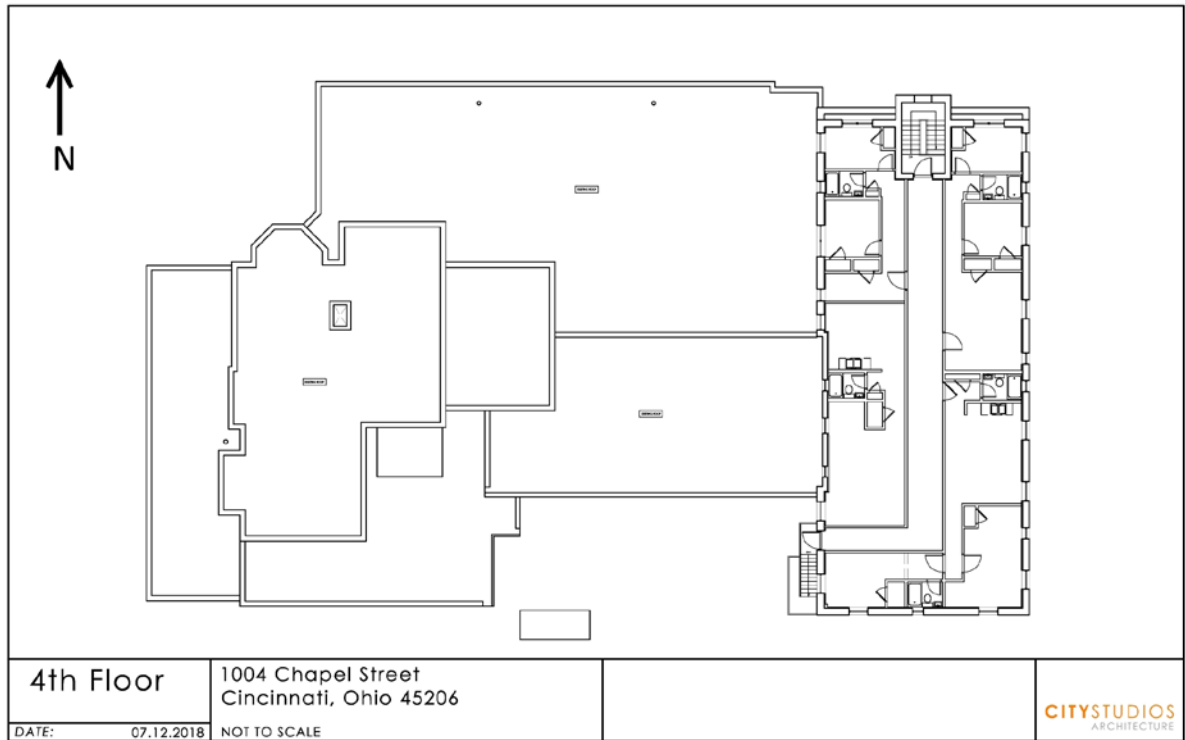 N
4th Floor
1004 Chapel Street
Cincinnati, Ohio 45206
DATE: 07.12.2018
NOT TO SCALE
CITYSTUDIOS
ARCHITECTURE